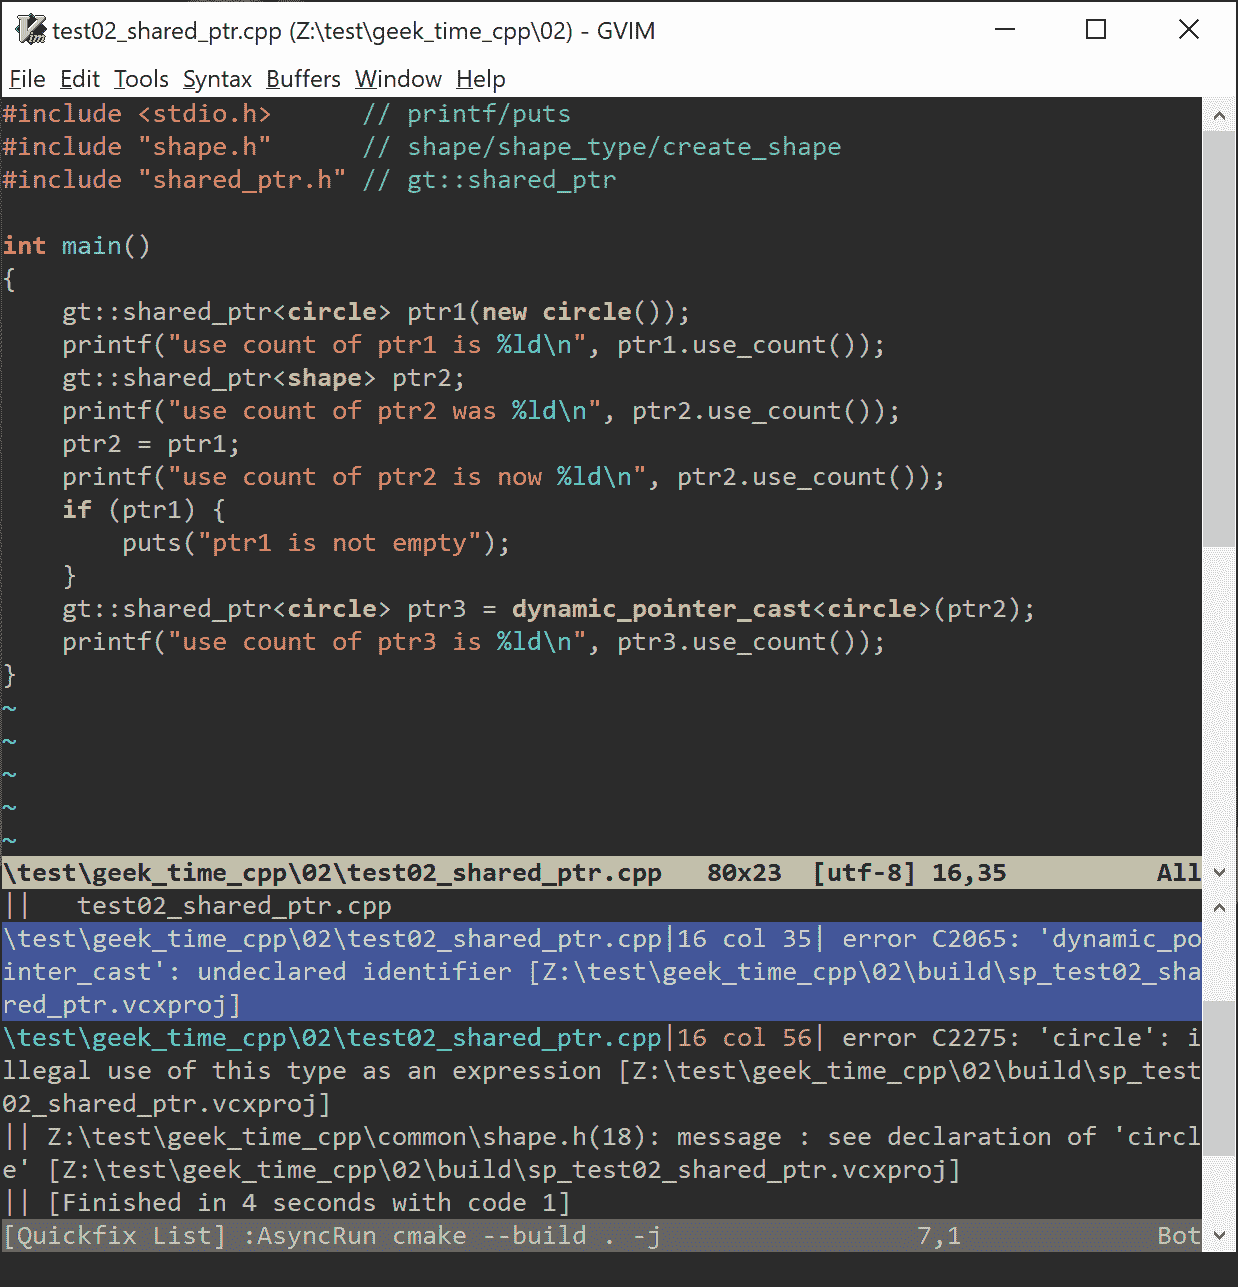 test02_shared_ptr.cpp (Z:\test\geek_time_cpp\02) - GVIM
File Edit Tools Syntax Buffers Window Help
#include <stdio.h>      // printf/puts
#include "shape.h"      // shape/shape_type/create_shape
#include "shared_ptr.h" // gt::shared_ptr
int main()
{
    gt::shared_ptr<circle> ptr1(new circle());
    printf("use count of ptr1 is %ld\n", ptr1.use_count());
    gt::shared_ptr<shape> ptr2;
    printf("use count of ptr2 was %ld\n", ptr2.use_count());
    ptr2 = ptr1;
    printf("use count of ptr2 is now %ld\n", ptr2.use_count());
    if (ptr1) {
        puts("ptr1 is not empty");
    }
    gt::shared_ptr<circle> ptr3 = dynamic_pointer_cast<circle>(ptr2);
    printf("use count of ptr3 is %ld\n", ptr3.use_count());
}
~
~
~
~
~
\test\geek_time_cpp\02\test02_shared_ptr.cpp   80x23  [utf-8] 16,35          All
||   test02_shared_ptr.cpp
\test\geek_time_cpp\02\test02_shared_ptr.cpp|16 col 35| error C2065: 'dynamic_po
inter_cast': undeclared identifier [Z:\test\geek_time_cpp\02\build\sp_test02_sha
red_ptr.vcxproj]
\test\geek_time_cpp\02\test02_shared_ptr.cpp|16 col 56| error C2275: 'circle': i
llegal use of this type as an expression [Z:\test\geek_time_cpp\02\build\sp_test
02_shared_ptr.vcxproj]
|| Z:\test\geek_time_cpp\common\shape.h(18): message : see declaration of 'circl
e' [Z:\test\geek_time_cpp\02\build\sp_test02_shared_ptr.vcxproj]
|| [Finished in 4 seconds with code 1]
[Quickfix List] :AsyncRun cmake --build . -j                 7,1             Bot